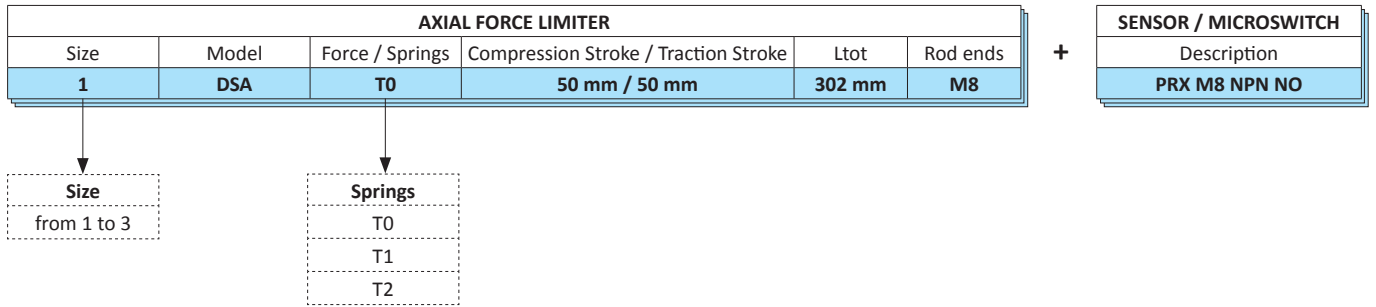 AXIAL FORCE LIMITER
Size Model Force / Springs Compression Stroke / Traction Stroke Ltot Rod ends
1 DSA T0 50 mm / 50 mm 302 mm M8
+
SENSOR / MICROSWITCH
Description
PRX M8 NPN NO
Size
from 1 to 3
Springs
T0
T1
T2